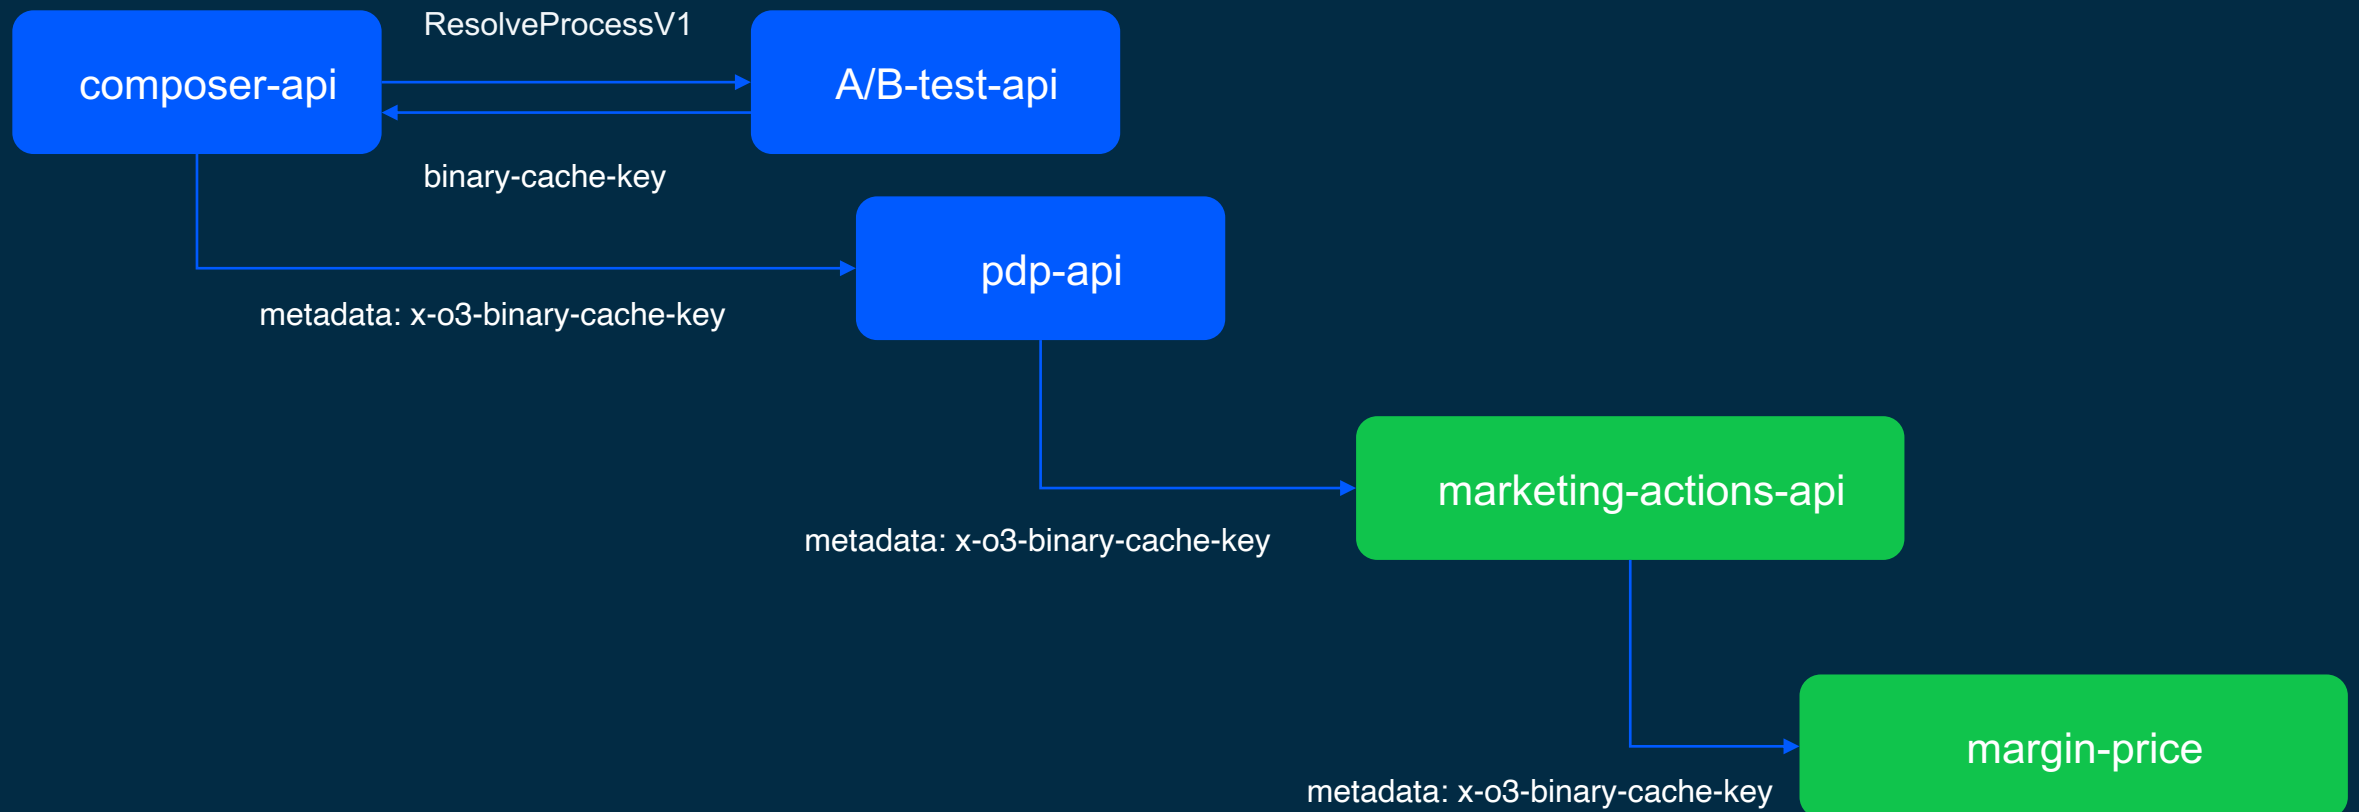 ResolveProcessV1
composer-api
A/B-test-api
binary-cache-key
pdp-api
metadata: x-o3-binary-cache-key
marketing-actions-api
metadata: x-o3-binary-cache-key
margin-price
metadata: x-o3-binary-cache-key